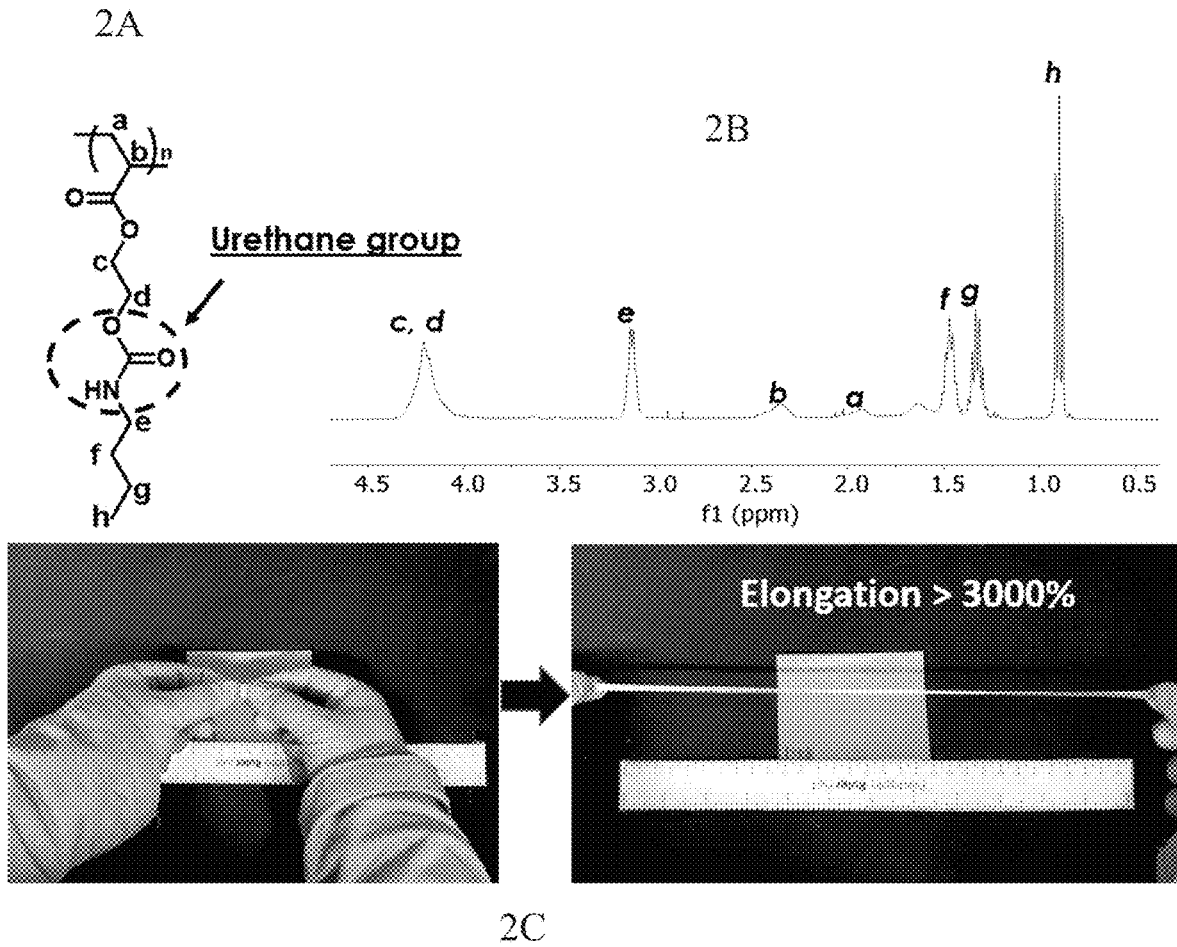 2A
a
b
n
O
O
c
d
O
O
HN
e
f
g
h
Urethane group
2B
h
c, d
e
b
a
f
g
4.5 4.0 3.5 3.0 2.5 2.0 1.5 1.0 0.5
f1 (ppm)
Elongation > 3000%
2C